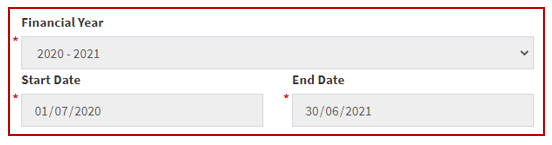 Financial Year
* 2020 - 2021
Start Date End Date
* 01/07/2020 * 30/06/2021